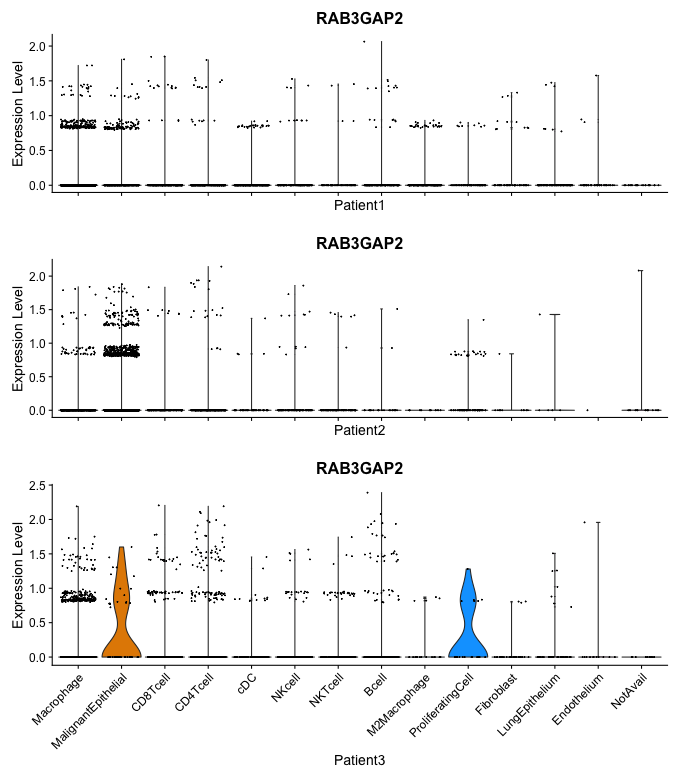 RAB3GAP2
Expression Level
2.0
1.5
1.0
0.5
0.0
Patient1
RAB3GAP2
Expression Level
2.0
1.5
1.0
0.5
0.0
Patient2
RAB3GAP2
Expression Level
2.5
2.0
1.5
1.0
0.5
0.0
Macrophage
MalignantEpithelial
CD8Tcell
CD4Tcell
cDC
NKcell
NKTcell
Bcell
M2Macrophage
ProliferatingCell
Fibroblast
LungEpithelium
Endothelium
NotAvail
Patient3